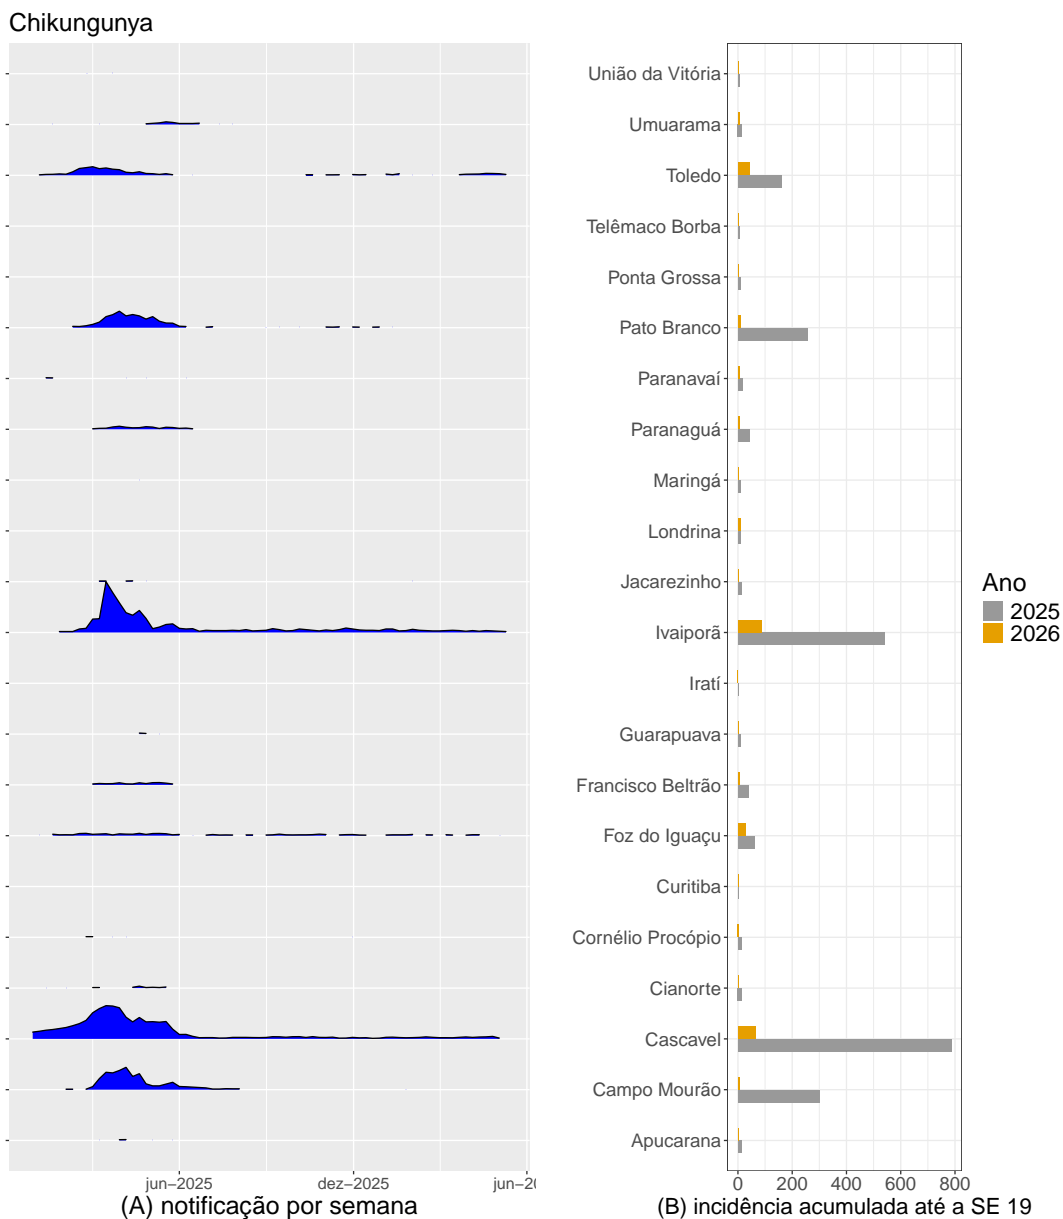 Chikungunya
União da Vitória
Umuarama
Toledo
Telêmaco Borba
Ponta Grossa
Pato Branco
Paranavaí
Paranaguá
Maringá
Londrina
Jacarezinho
Ivaiporã
Iratí
Guarapuava
Francisco Beltrão
Foz do Iguaçu
Curitiba
Cornélio Procópio
Cianorte
Cascavel
Campo Mourão
Apucarana
Ano
2025
2026
jun−2025 dez−2025
0 200 400 600 800
(A) notificação por semana
(B) incidência acumulada até a SE 19